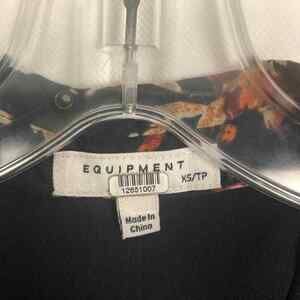 EQUIPMENT
12651007
XS/TP
Made In
China